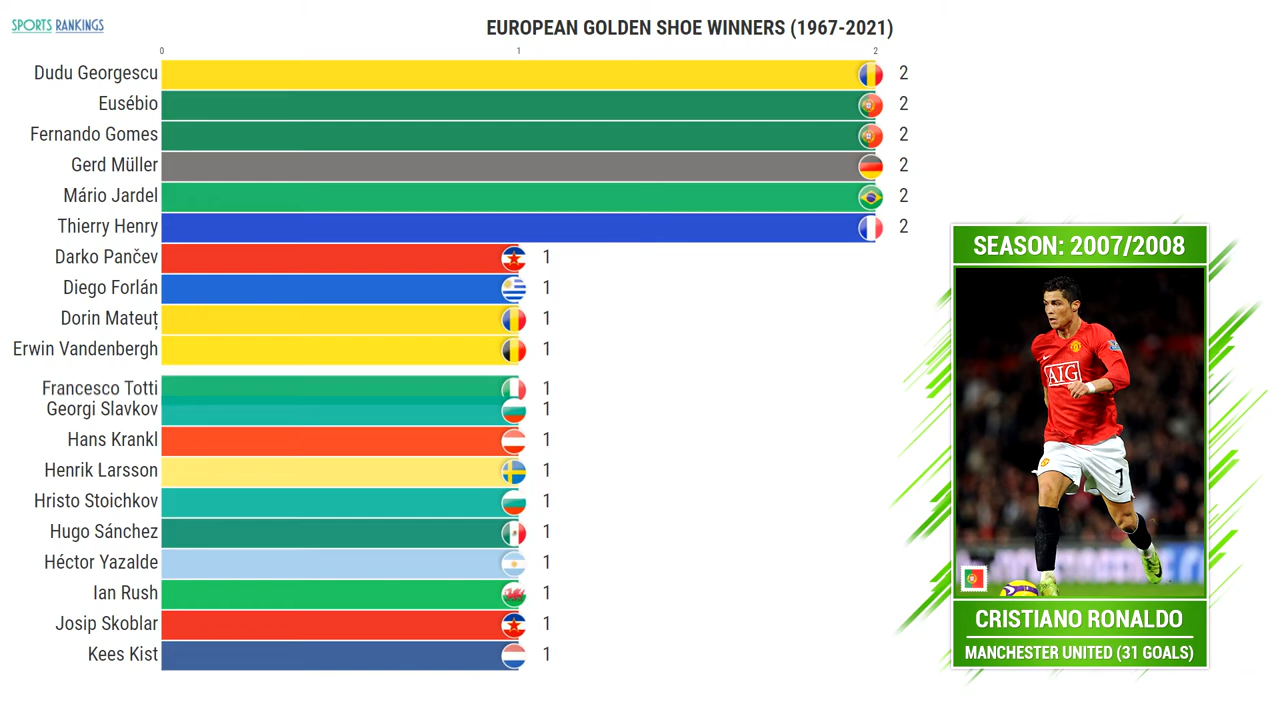 SPORTS RANKINGS
EUROPEAN GOLDEN SHOE WINNERS (1967-2021)
0 1 2
Dudu Georgescu 2
Eusébio 2
Fernando Gomes 2
Gerd Müller 2
Mário Jardel 2
Thierry Henry 2
Darko Pančev 1
Diego Forlán 1
Dorin Mateuț 1
Erwin Vandenbergh 1
Francesco Totti 1
Georgi Slavkov 1
Hans Krankl 1
Henrik Larsson 1
Hristo Stoichkov 1
Hugo Sánchez 1
Héctor Yazalde 1
Ian Rush 1
Josip Skoblar 1
Kees Kist 1
SEASON: 2007/2008
AIG
7
CRISTIANO RONALDO
MANCHESTER UNITED (31 GOALS)